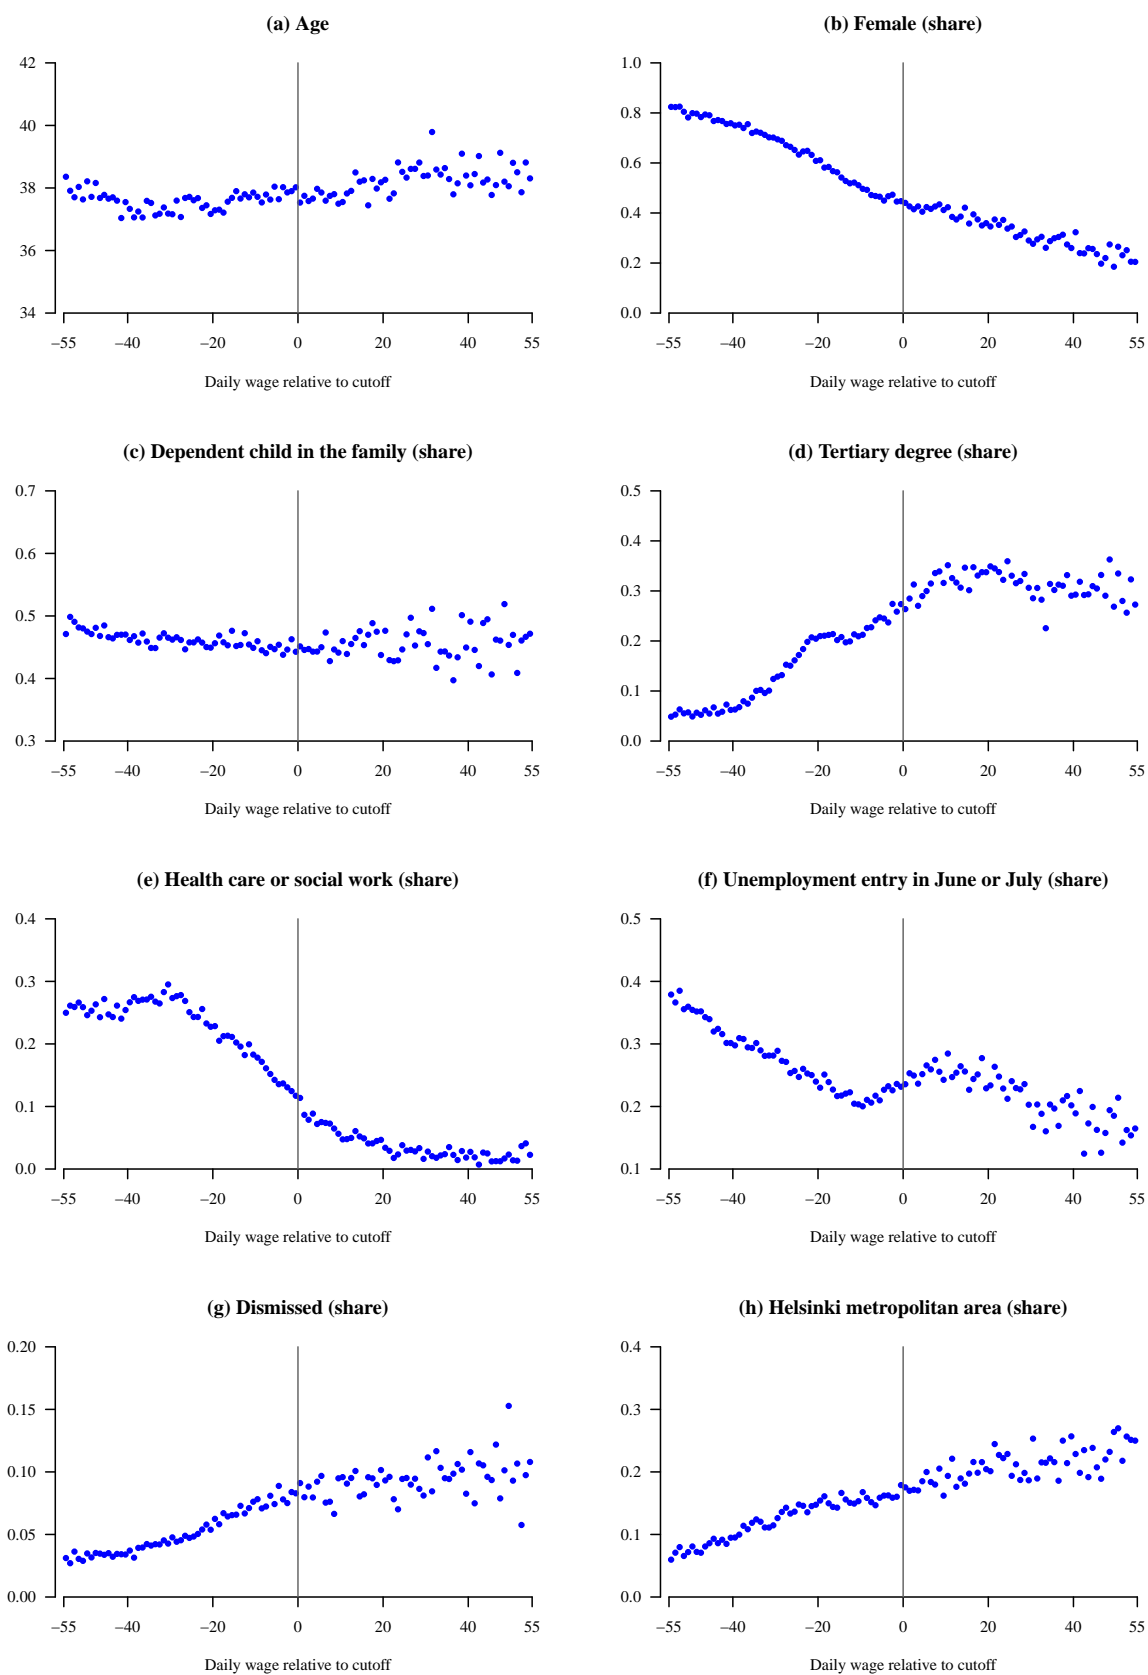 (a) Age
(b) Female (share)
42
40
38
36
34
−55 −40 −20 0 20 40 55
Daily wage relative to cutoff
1.0
0.8
0.6
0.4
0.2
0.0
−55 −40 −20 0 20 40 55
Daily wage relative to cutoff
(c) Dependent child in the family (share)
(d) Tertiary degree (share)
0.7
0.6
0.5
0.4
0.3
−55 −40 −20 0 20 40 55
Daily wage relative to cutoff
0.5
0.4
0.3
0.2
0.1
0.0
−55 −40 −20 0 20 40 55
Daily wage relative to cutoff
(e) Health care or social work (share)
(f) Unemployment entry in June or July (share)
0.4
0.3
0.2
0.1
0.0
−55 −40 −20 0 20 40 55
Daily wage relative to cutoff
0.5
0.4
0.3
0.2
0.1
−55 −40 −20 0 20 40 55
Daily wage relative to cutoff
(g) Dismissed (share)
(h) Helsinki metropolitan area (share)
0.20
0.15
0.10
0.05
0.00
−55 −40 −20 0 20 40 55
Daily wage relative to cutoff
0.4
0.3
0.2
0.1
0.0
−55 −40 −20 0 20 40 55
Daily wage relative to cutoff